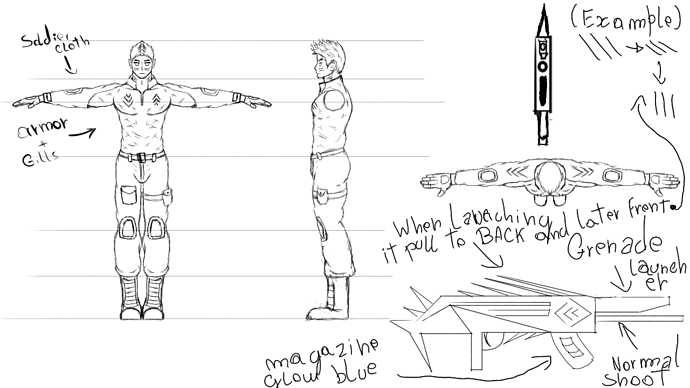 Soldier
cloth
armor
+
Gills
(Example)
When Launching
it pull to BACK and later front.
Grenade
launch
er
magazine
Glow blue
Normal
shoot